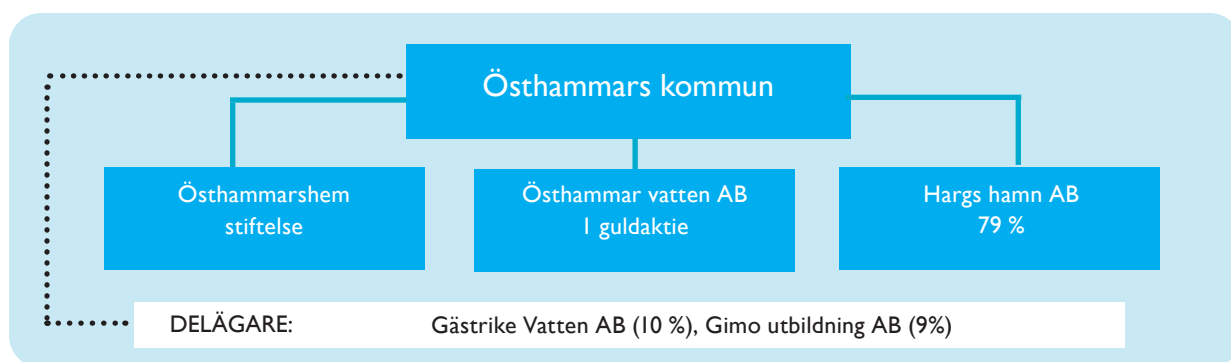 Östhammars kommun
Östhammarshem
stiftelse
Östhammar vatten AB
1 guldaktie
Hargs hamn AB
79 %
DELÄGARE: Gästrike Vatten AB (10 %), Gimo utbildning AB (9%)